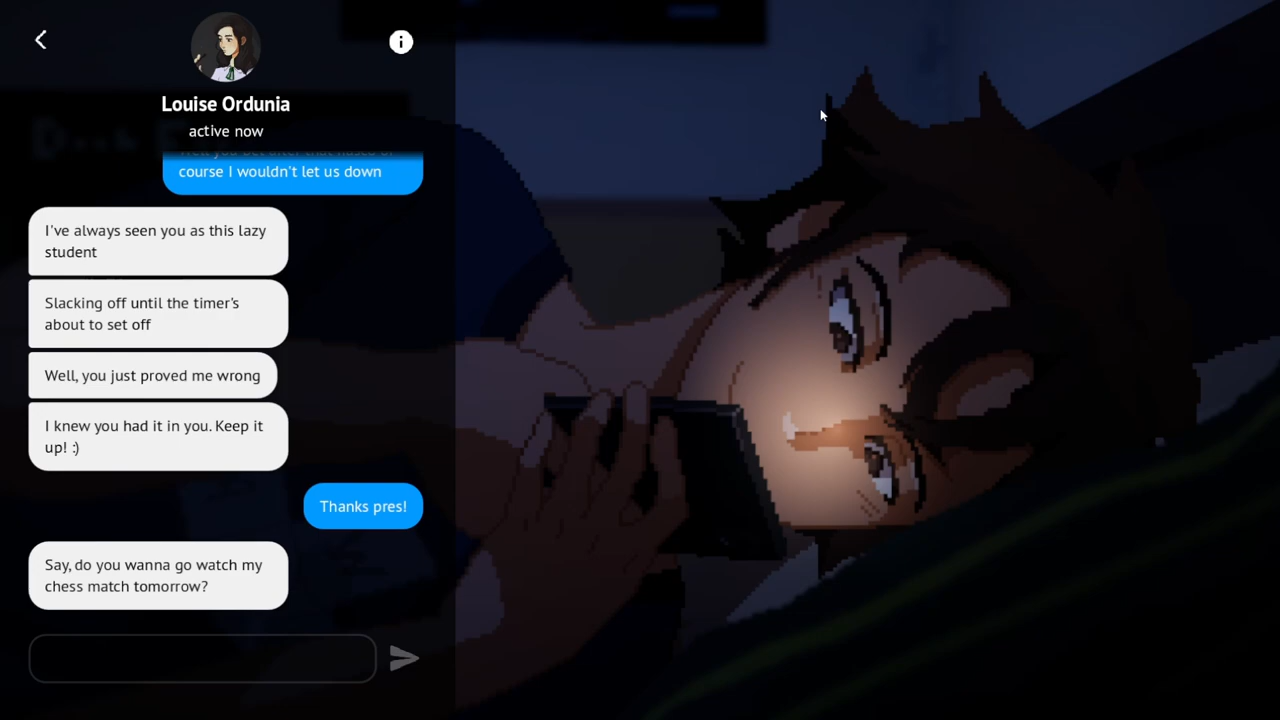 Louise Ordunia
active now
course I wouldn't let us down
I've always seen you as this lazy
student
Slacking off until the timer's
about to set off
Well, you just proved me wrong
I knew you had it in you. Keep it
up! :)
Thanks pres!
Say, do you wanna go watch my
chess match tomorrow?